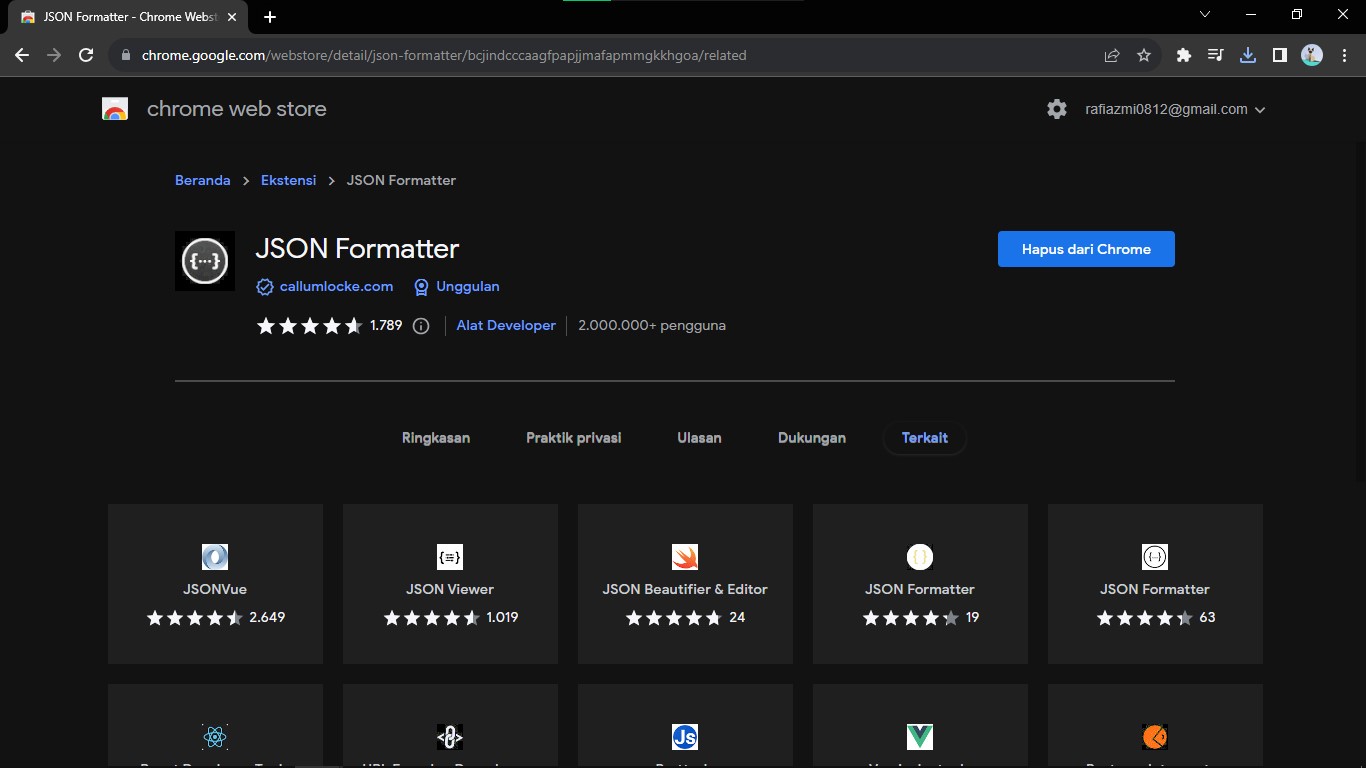 JSON Formatter - Chrome Webst
chrome.google.com/webstore/detail/json-formatter/bcjindcccaagfpapjjmafapmmgkkhgoa/related
chrome web store
rafiazmi0812@gmail.com
Beranda > Ekstensi > JSON Formatter
JSON Formatter
Hapus dari Chrome
callumlocke.com Unggulan
1.789 Alat Developer 2.000.000+ pengguna
Ringkasan Praktik privasi Ulasan Dukungan Terkait
{≡} 
JSONVue JSON Viewer JSON Beautifier & Editor JSON Formatter JSON Formatter
2.649 1.019 24 19 63
Js